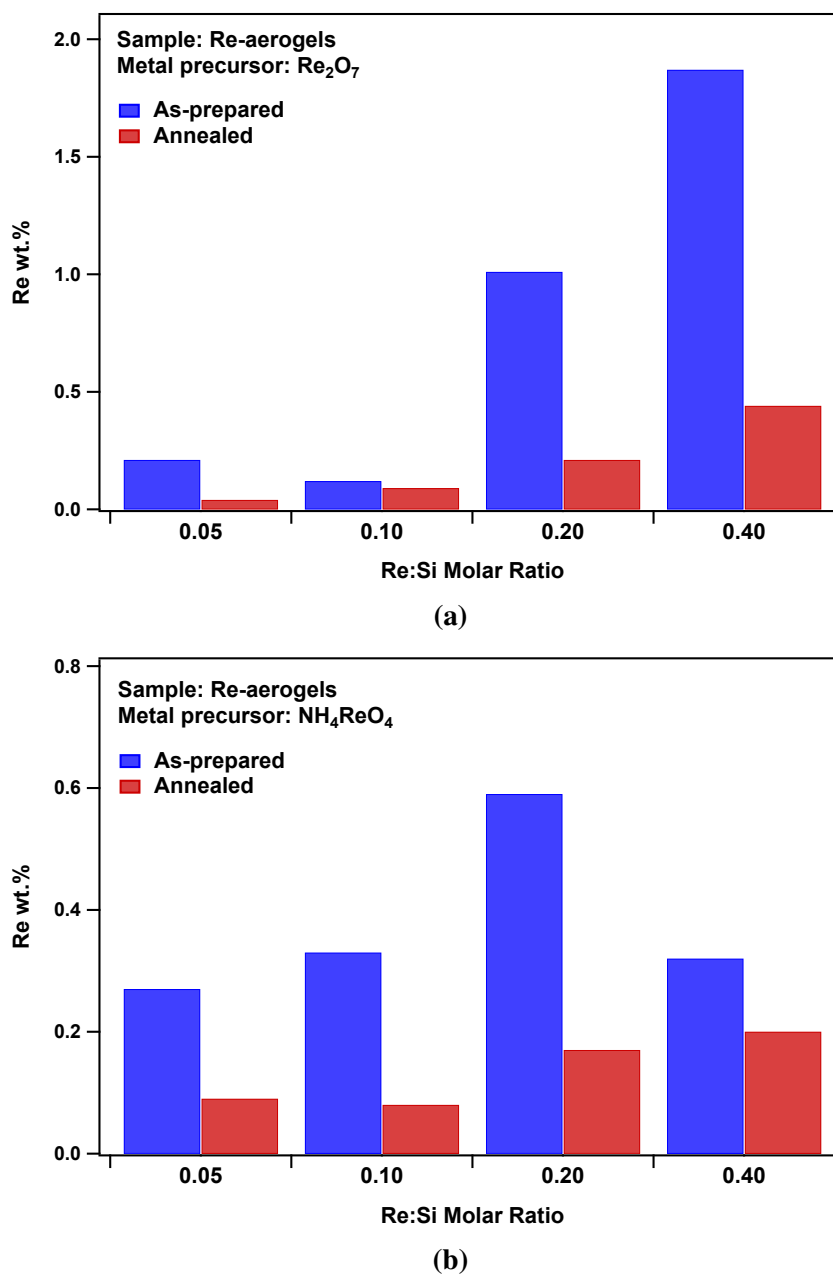 Sample: Re-aerogels
Metal precursor: Re₂O₇
As-prepared
Annealed
2.0
1.5
1.0
0.5
0.0
Re wt.%
0.05 0.10 0.20 0.40
Re:Si Molar Ratio
(a)
Sample: Re-aerogels
Metal precursor: NH₄ReO₄
As-prepared
Annealed
0.8
0.6
0.4
0.2
0.0
Re wt.%
0.05 0.10 0.20 0.40
Re:Si Molar Ratio
(b)